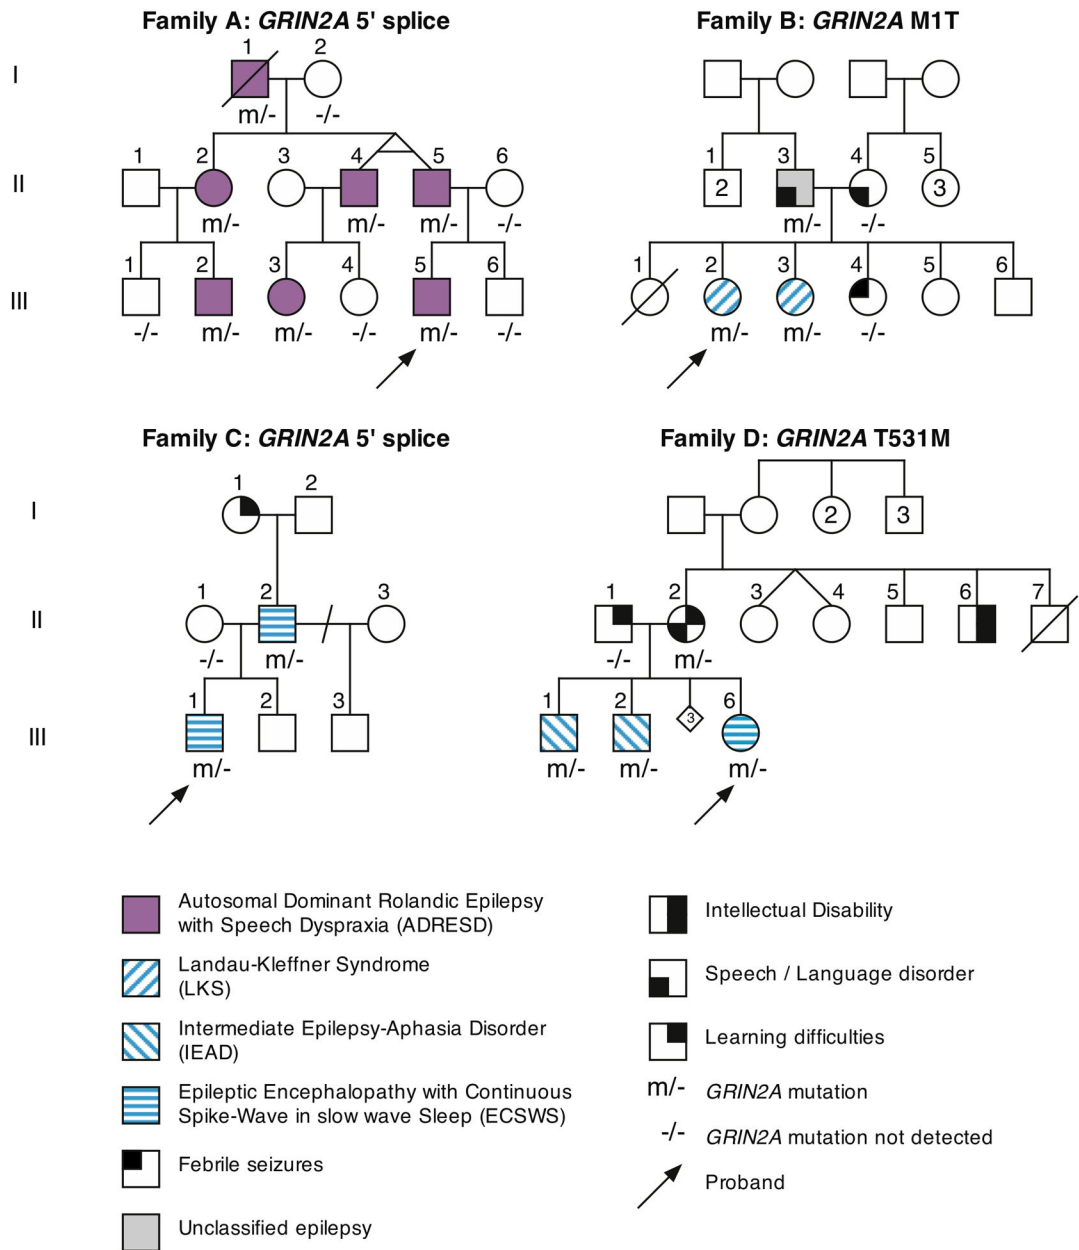 Family A: GRIN2A 5' splice
I
1 2
m/- -/-
II
1 2 3 4 5 6
m/- m/- m/- -/-
III
1 2 3 4 5 6
-/- m/- m/- -/- m/- -/-
Family B: GRIN2A M1T
1 3 4 5
2 3
m/- -/-
1 2 3 4 5 6
m/- m/- -/-
Family C: GRIN2A 5' splice
I
1 2
II
1 2 3
-/- m/-
III
1 2 3
m/-
Family D: GRIN2A T531M
2 3
1 2 3 4 5 6 7
-/- m/-
1 2 3 6
m/- m/- m/-
Autosomal Dominant Rolandic Epilepsy
with Speech Dyspraxia (ADRESD)
Landau-Kleffner Syndrome
(LKS)
Intermediate Epilepsy-Aphasia Disorder
(IEAD)
Epileptic Encephalopathy with Continuous
Spike-Wave in slow wave Sleep (ECSWS)
Febrile seizures
Unclassified epilepsy
Intellectual Disability
Speech / Language disorder
Learning difficulties
m/- GRIN2A mutation
-/- GRIN2A mutation not detected
Proband